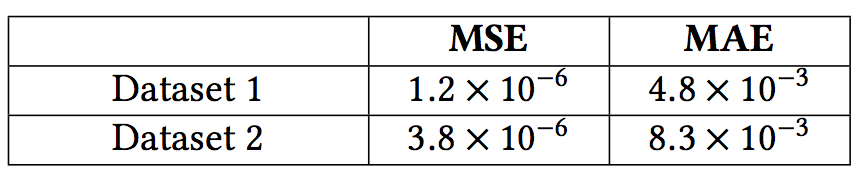 MSE MAE
Dataset 1 1.2 × 10⁻⁶ 4.8 × 10⁻³
Dataset 2 3.8 × 10⁻⁶ 8.3 × 10⁻³